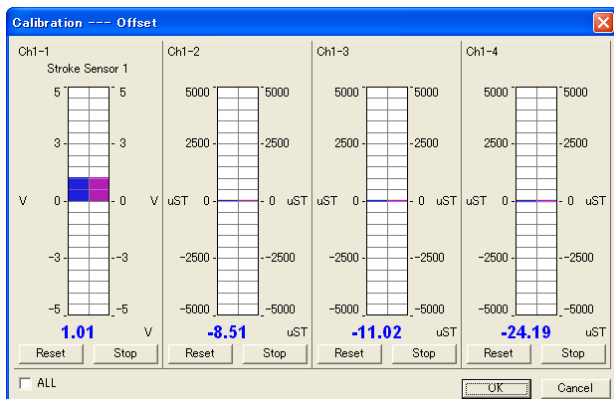 Calibration --- Offset
Ch1-1
Stroke Sensor 1
5 5
3 3
V 0 0 V
-3 -3
-5 -5
1.01 V
Reset Stop
Ch1-2
5000 5000
2500 2500
uST 0 0 uST
-2500 -2500
-5000 -5000
-8.51 uST
Reset Stop
Ch1-3
5000 5000
2500 2500
uST 0 0 uST
-2500 -2500
-5000 -5000
-11.02 uST
Reset Stop
Ch1-4
5000 5000
2500 2500
uST 0 0 uST
-2500 -2500
-5000 -5000
-24.19 uST
Reset Stop
ALL
OK Cancel